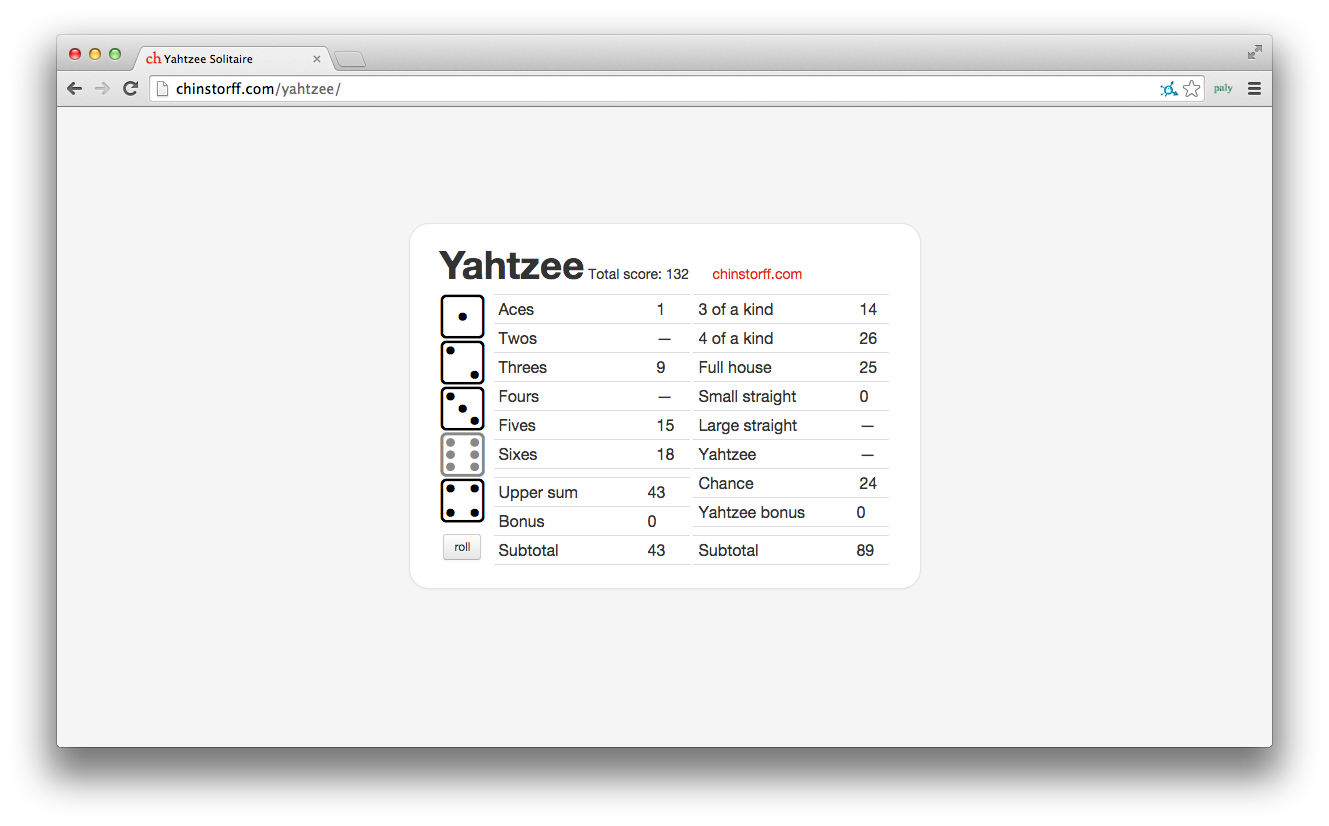 ch Yahtzee Solitaire
chinstorff.com/yahtzee/
paly
Yahtzee Total score: 132 chinstorff.com
Aces 1 3 of a kind 14
Twos — 4 of a kind 26
Threes 9 Full house 25
Fours — Small straight 0
Fives 15 Large straight —
Sixes 18 Yahtzee —
Chance 24
Upper sum 43
Yahtzee bonus 0
Bonus 0
Subtotal 43 Subtotal 89
roll